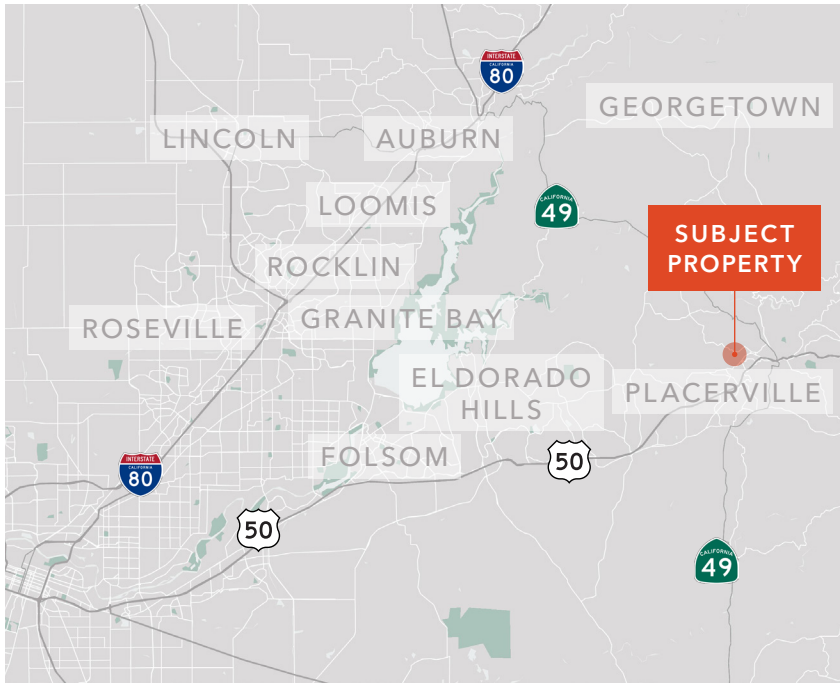 INTERSTATE
CALIFORNIA
80
GEORGETOWN
LINCOLN
AUBURN
LOOMIS
CALIFORNIA
49
SUBJECT
PROPERTY
ROCKLIN
ROSEVILLE
GRANITE BAY
EL DORADO
HILLS
PLACERVILLE
FOLSOM
INTERSTATE
CALIFORNIA
80
50
50
CALIFORNIA
49